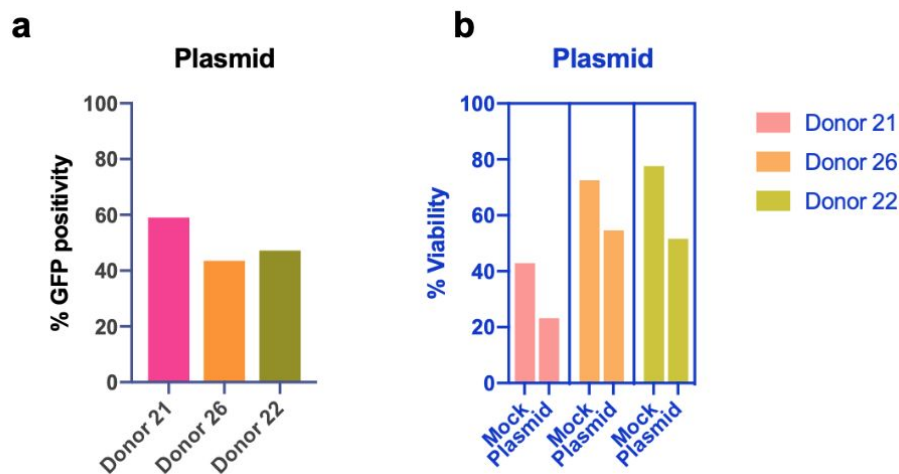 a
Plasmid
% GFP positivity
100
80
60
40
20
0
Donor 21
Donor 26
Donor 22
b
Plasmid
% Viability
100
80
60
40
20
0
Mock
Plasmid
Mock
Plasmid
Mock
Plasmid
Donor 21
Donor 26
Donor 22